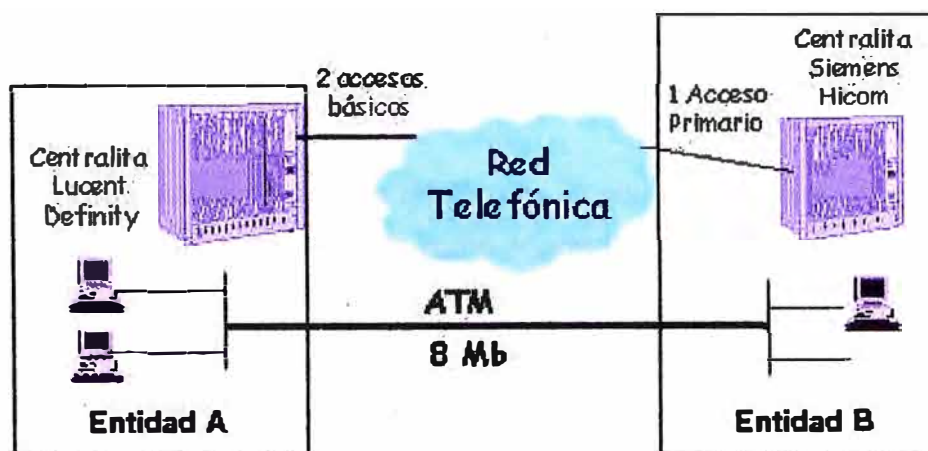 Centralita
Siemens
Hicom
2 accesos
básicos
1 Acceso
Primario
Centralita
Lucent
Definity
Red
Telefónica
ATM
8 Mb
Entidad A
Entidad B